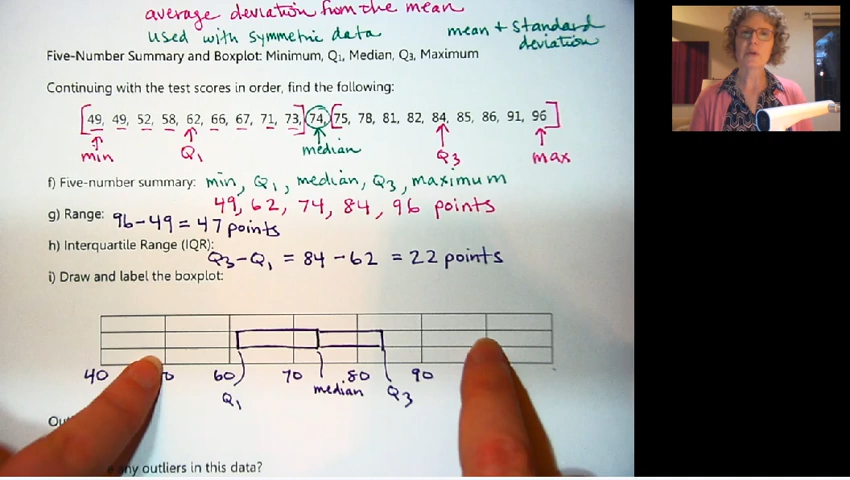 average deviation from the mean
used with symmetric data mean + standard deviation
Five-Number Summary and Boxplot: Minimum, Q₁, Median, Q₃, Maximum
Continuing with the test scores in order, find the following:
[49, 49, 52, 58, 62, 66, 67, 71, 73,] 74, [75, 78, 81, 82, 84, 85, 86, 91, 96]
min Q₁ median Q₃ max
f) Five-number summary: min, Q₁, median, Q₃, maximum
49, 62, 74, 84, 96 points
g) Range: 96-49 = 47 points
h) Interquartile Range (IQR):
Q₃-Q₁ = 84-62 = 22 points
i) Draw and label the boxplot:
40 60 70 80 90
Q₁ median Q₃
any outliers in this data?